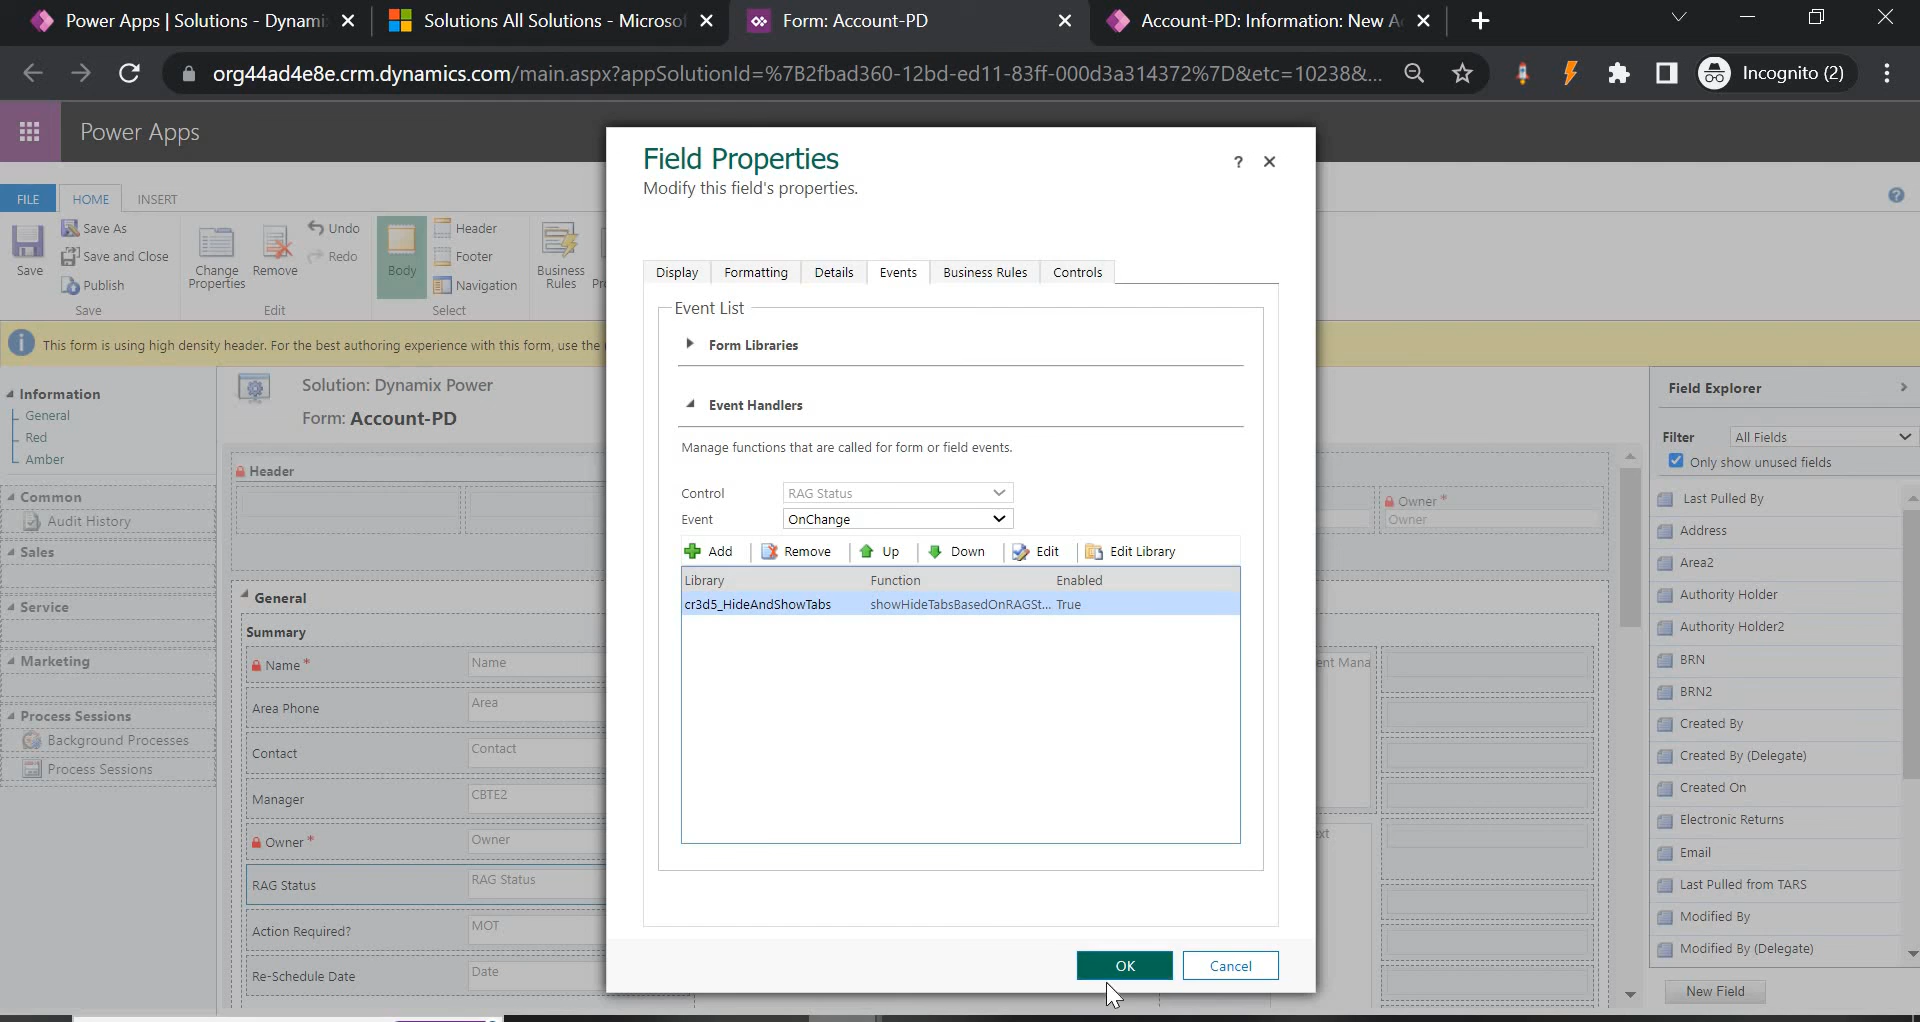 Power Apps | Solutions - Dynami
Solutions All Solutions - Microsof
Form: Account-PD
Account-PD: Information: New A
org44ad4e8e.crm.dynamics.com/main.aspx?appSolutionId=%7B2fbad360-12bd-ed11-83ff-000d3a314372%7D&etc=10238&...
Incognito (2)
Power Apps
FILE
HOME
INSERT
Save
Save As
Save and Close
Publish
Save
Change Properties
Remove
Undo
Redo
Edit
Body
Header
Footer
Navigation
Select
Business Rules
This form is using high density header. For the best authoring experience with this form, use the
Information
General
Red
Amber
Common
Audit History
Sales
Service
Marketing
Process Sessions
Background Processes
Process Sessions
Solution: Dynamix Power
Form: Account-PD
Header
Owner *
Owner
General
Summary
Name *
Name
Area Phone
Area
Contact
Contact
Manager
CBTE2
Owner *
Owner
RAG Status
RAG Status
Action Required?
MOT
Re-Schedule Date
Date
Field Properties
Modify this field's properties.
?
Display
Formatting
Details
Events
Business Rules
Controls
Event List
Form Libraries
Event Handlers
Manage functions that are called for form or field events.
Control
RAG Status
Event
OnChange
Add
Remove
Up
Down
Edit
Edit Library
Library
Function
Enabled
cr3d5_HideAndShowTabs
showHideTabsBasedOnRAGSt...
True
OK
Cancel
ent Mana
ext
Field Explorer
Filter
All Fields
Only show unused fields
Last Pulled By
Address
Area2
Authority Holder
Authority Holder2
BRN
BRN2
Created By
Created By (Delegate)
Created On
Electronic Returns
Email
Last Pulled from TARS
Modified By
Modified By (Delegate)
New Field